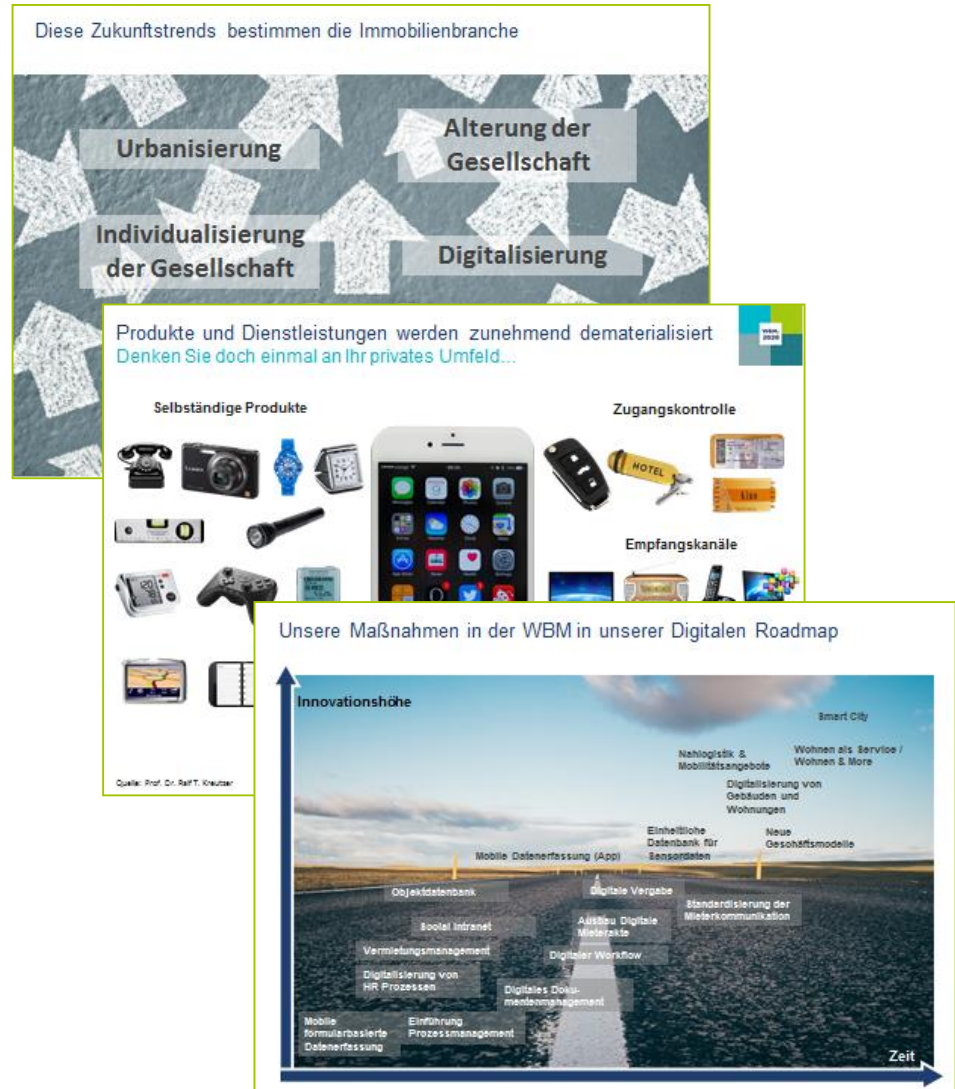 Diese Zukunftstrends bestimmen die Immobilienbranche
Urbanisierung
Alterung der
Gesellschaft
Individualisierung
der Gesellschaft
Digitalisierung
Produkte und Dienstleistungen werden zunehmend dematerialisiert
Denken Sie doch einmal an Ihr privates Umfeld...
WBM.
2020
Selbständige Produkte
Zugangskontrolle
HOTEL
Kino
Empfangskanäle
Quelle: Prof. Dr. Ralf T. Kreutzer
Unsere Maßnahmen in der WBM in unserer Digitalen Roadmap
Innovationshöhe
Smart City
Nahlogistik &
Mobilitätsangebote
Wohnen als Service /
Wohnen & More
Digitalisierung von
Gebäuden und
Wohnungen
Einheitliche
Datenbank für
Sensordaten
Neue
Geschäftsmodelle
Mobile Datenerfassung (App)
Objektdatenbank
Digitale Vergabe
Standardisierung der
Mieterkommunikation
Social Intranet
Ausbau Digitale
Mieterakte
Vermietungsmanagement
Digitaler Workflow
Digitalisierung von
HR Prozessen
Digitales Doku-
mentenmanagement
Mobile
formularbasierte
Datenerfassung
Einführung
Prozessmanagement
Zeit